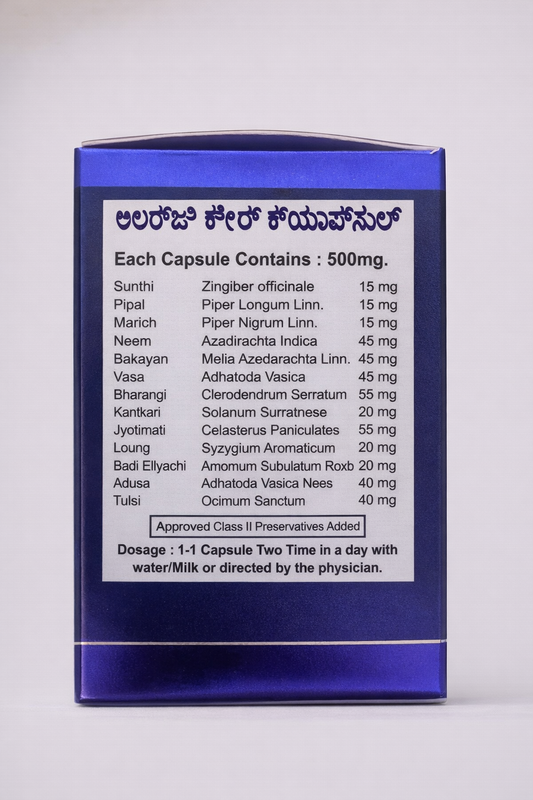 ಅಲರ್ಜಿ ಕೇರ್ ಕ್ಯಾಪ್ಸುಲ್
Each Capsule Contains : 500mg.
Sunthi Zingiber officinale 15 mg
Pipal Piper Longum Linn. 15 mg
Marich Piper Nigrum Linn. 15 mg
Neem Azadirachta Indica 45 mg
Bakayan Melia Azedarachta Linn. 45 mg
Vasa Adhatoda Vasica 45 mg
Bharangi Clerodendrum Serratum 55 mg
Kantkari Solanum Surratnese 20 mg
Jyotimati Celasterus Paniculates 55 mg
Loung Syzygium Aromaticum 20 mg
Badi Ellyachi Amomum Subulatum Roxb 20 mg
Adusa Adhatoda Vasica Nees 40 mg
Tulsi Ocimum Sanctum 40 mg
Approved Class II Preservatives Added
Dosage : 1-1 Capsule Two Time in a day with
water/Milk or directed by the physician.